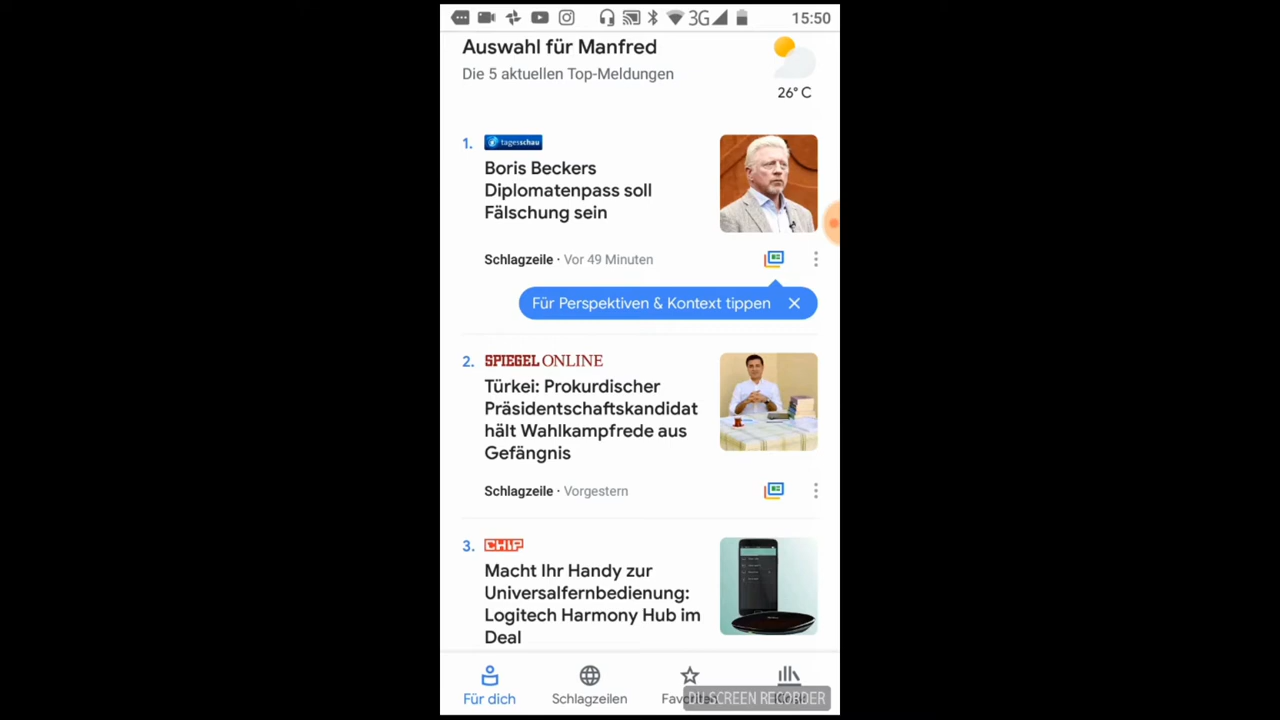 3G 15:50
Auswahl für Manfred
Die 5 aktuellen Top-Meldungen
26° C
1. tagesschau
Boris Beckers
Diplomatenpass soll
Fälschung sein
Schlagzeile · Vor 49 Minuten
Für Perspektiven & Kontext tippen
2. SPIEGEL ONLINE
Türkei: Prokurdischer
Präsidentschaftskandidat
hält Wahlkampfrede aus
Gefängnis
Schlagzeile · Vorgestern
3. CHIP
Macht Ihr Handy zur
Universalfernbedienung:
Logitech Harmony Hub im
Deal
Für dich Schlagzeilen
DU SCREEN RECORDER